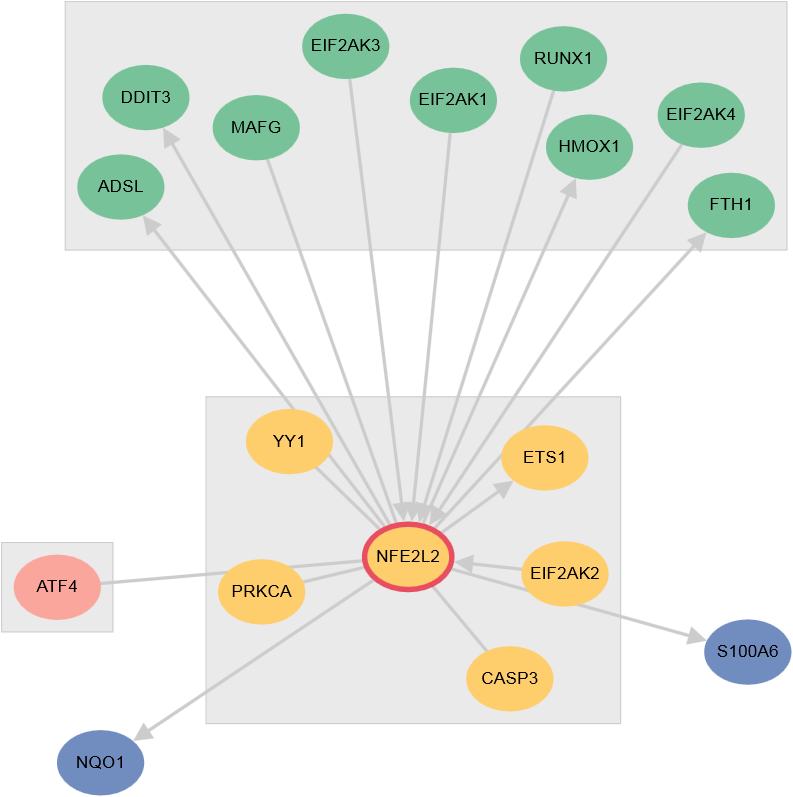 EIF2AK3
RUNX1
DDIT3
EIF2AK1
EIF2AK4
MAFG
HMOX1
ADSL
FTH1
YY1
ETS1
NFE2L2
EIF2AK2
ATF4
PRKCA
S100A6
CASP3
NQO1